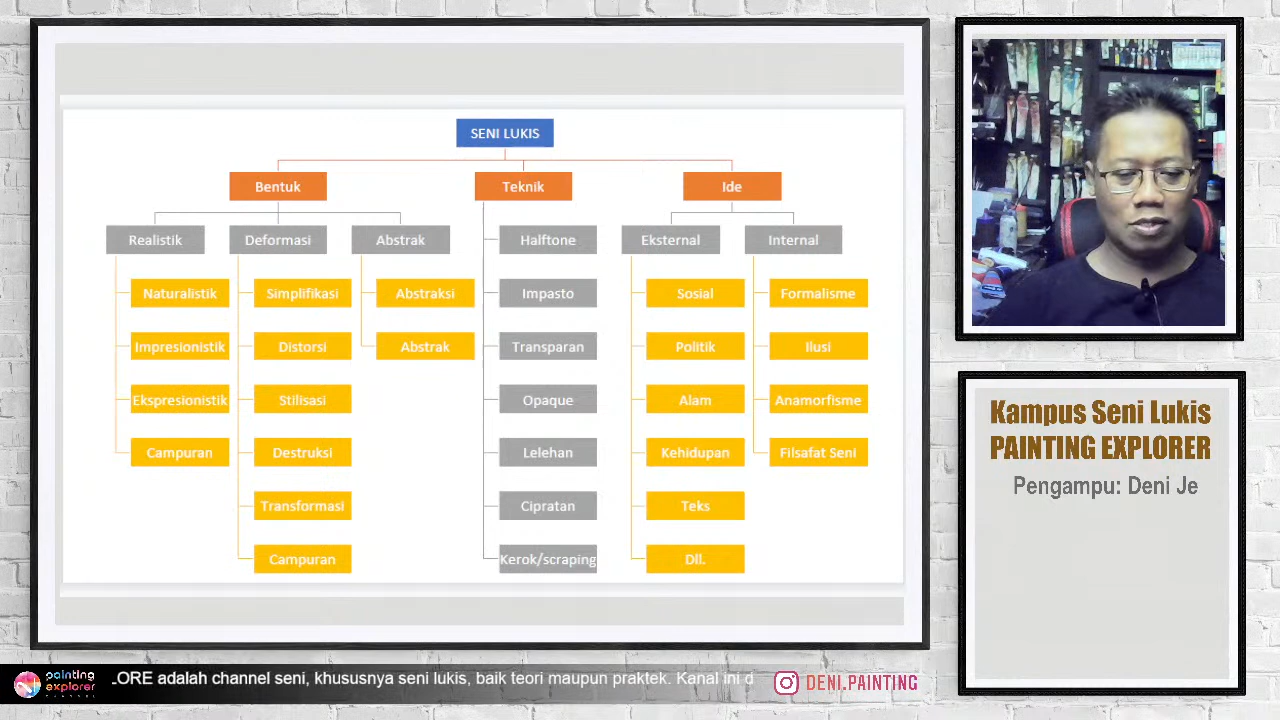 SENI LUKIS
Bentuk
Teknik
Ide
Realistik
Deformasi
Abstrak
Halftone
Eksternal
Internal
Naturalistik
Simplifikasi
Abstraksi
Impasto
Sosial
Formalisme
Impresionistik
Distorsi
Abstrak
Transparan
Politik
Ilusi
Ekspresionistik
Stilisasi
Opaque
Alam
Anamorfisme
Campuran
Destruksi
Lelehan
Kehidupan
Filsafat Seni
Transformasi
Cipratan
Teks
Campuran
Kerok/scraping
Dll.
Kampus Seni Lukis
PAINTING EXPLORER
Pengampu: Deni Je
painting
explorer
CHANNEL
LORE adalah channel seni, khususnya seni lukis, baik teori maupun praktek. Kanal ini d
DENI.PAINTING